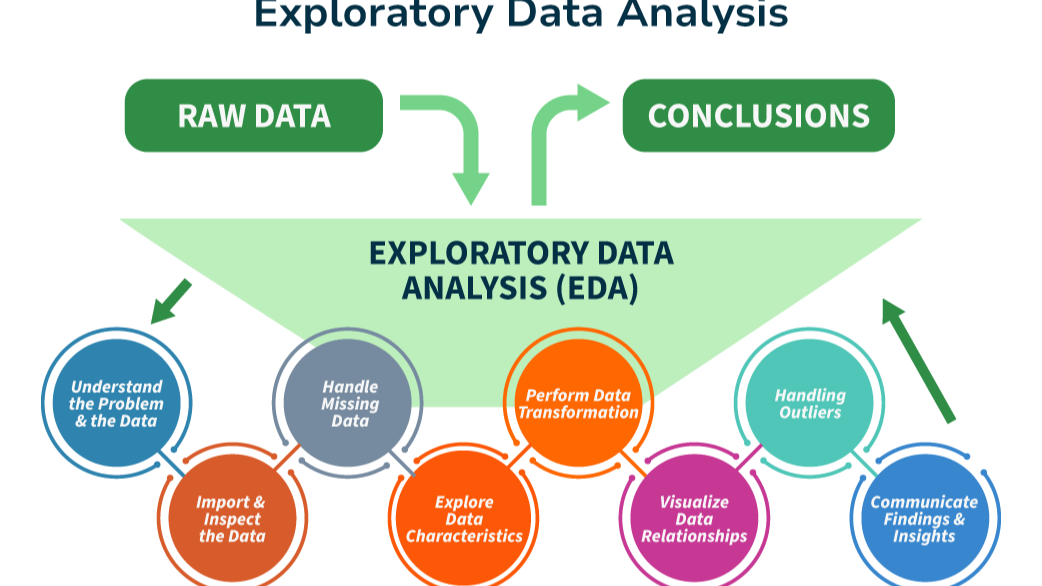 Exploratory Data Analysis
RAW DATA
CONCLUSIONS
EXPLORATORY DATA
ANALYSIS (EDA)
Understand
the Problem
& the Data
Import &
Inspect
the Data
Handle
Missing
Data
Explore
Data
Characteristics
Perform Data
Transformation
Visualize
Data
Relationships
Handling
Outliers
Communicate
Findings &
Insights